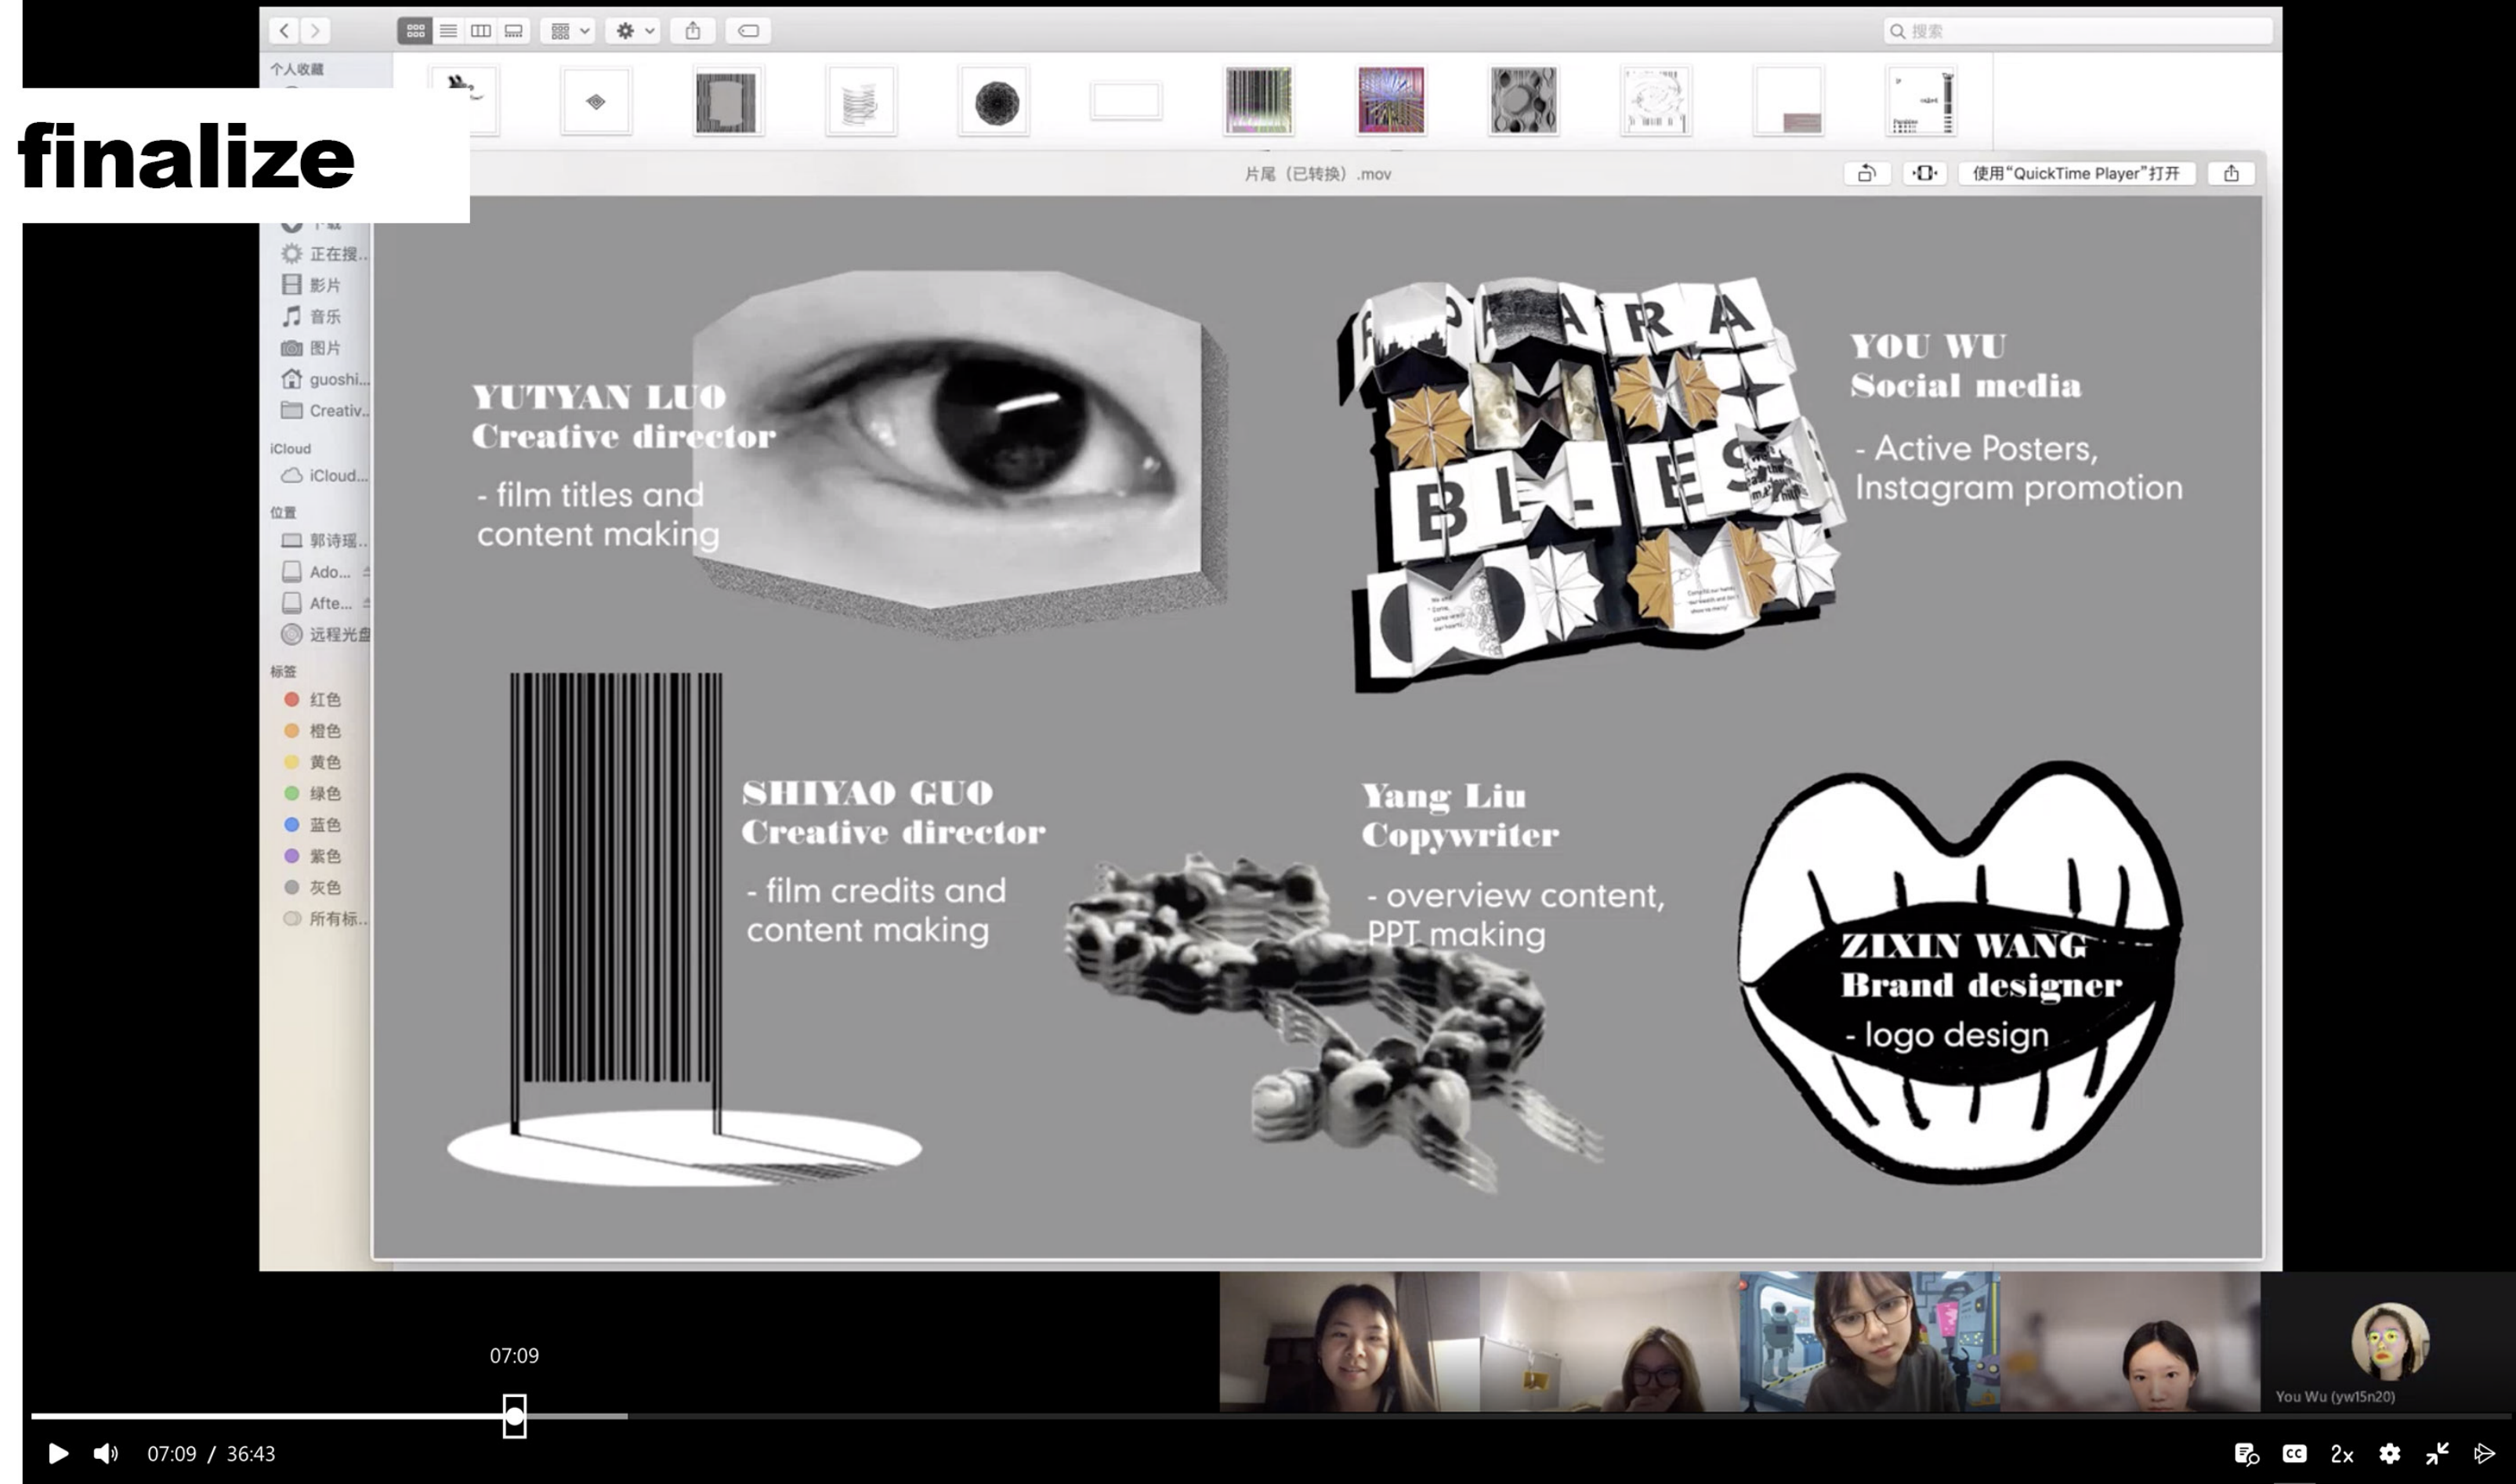 搜索
个人收藏
finalize
片尾（已转换）.mov
使用“QuickTime Player”打开
下载
正在搜...
影片
音乐
图片
guoshi...
Creativ...
iCloud
iCloud...
位置
郭诗瑶...
Ado...
Afte...
远程光盘
标签
红色
橙色
黄色
绿色
蓝色
紫色
灰色
所有标...
YUTYAN LUO
Creative director
- film titles and
content making
ARA
BLES
YOU WU
Social media
- Active Posters,
Instagram promotion
SHIYAO GUO
Creative director
- film credits and
content making
Yang Liu
Copywriter
- overview content,
PPT making
ZIXIN WANG
Brand designer
- logo design
You Wu (yw15n20)
07:09
07:09 / 36:43
CC
2x